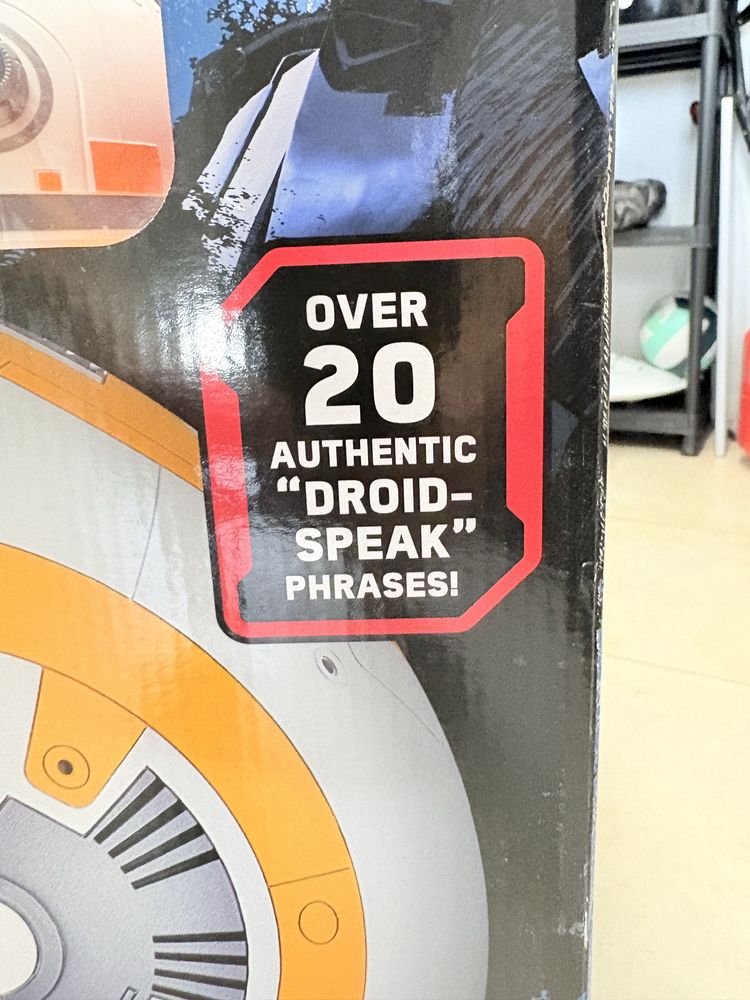 OVER
20
AUTHENTIC
“DROID-
SPEAK”
PHRASES!